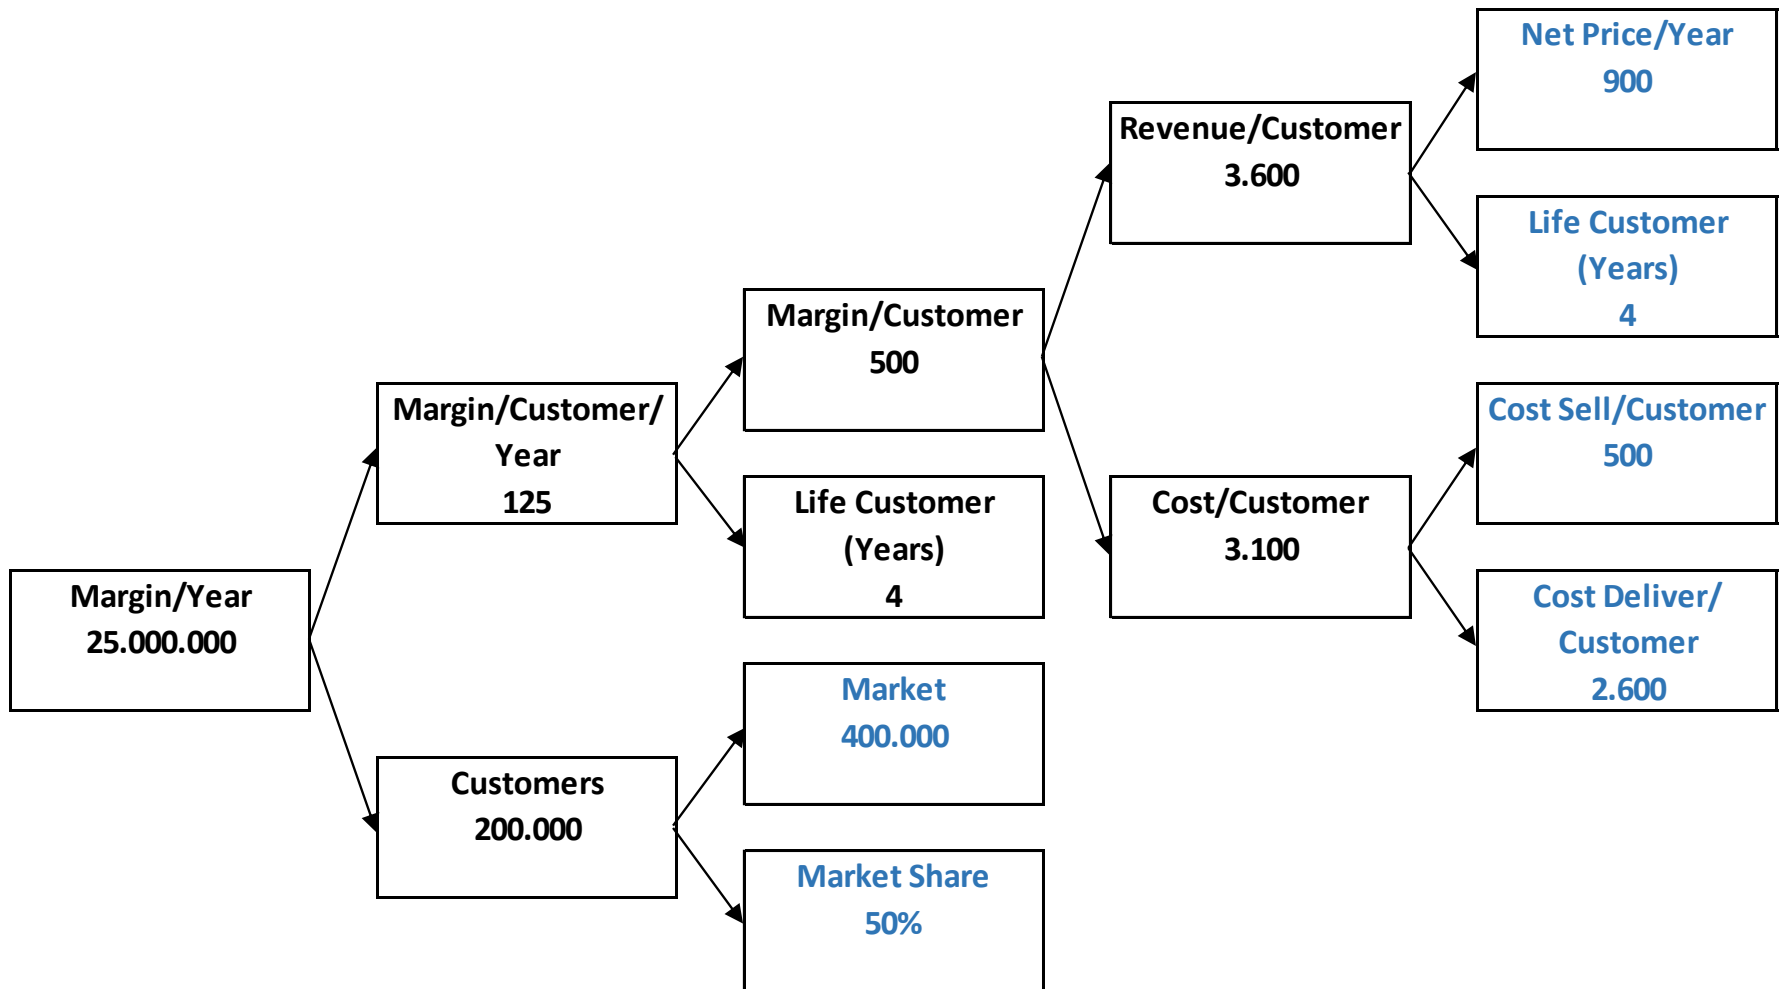 Net Price/Year
900
Revenue/Customer
3.600
Life Customer
(Years)
4
Margin/Customer
500
Margin/Customer/
Year
125
Cost Sell/Customer
500
Life Customer
(Years)
4
Cost/Customer
3.100
Margin/Year
25.000.000
Cost Deliver/
Customer
2.600
Market
400.000
Customers
200.000
Market Share
50%